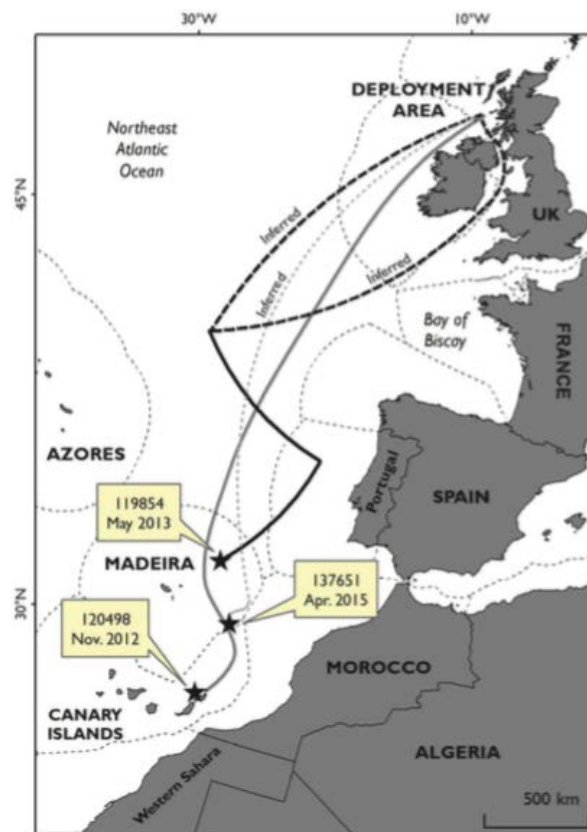 30°W
10°W
DEPLOYMENT
AREA
Northeast
Atlantic
Ocean
Inferred
45°N
UK
Inferred
Inferred
Bay of
Biscay
FRANCE
AZORES
Portugal
SPAIN
119854
May 2013
MADEIRA
137651
Apr. 2015
30°N
120498
Nov. 2012
MOROCCO
CANARY
ISLANDS
ALGERIA
Western Sahara
500 km